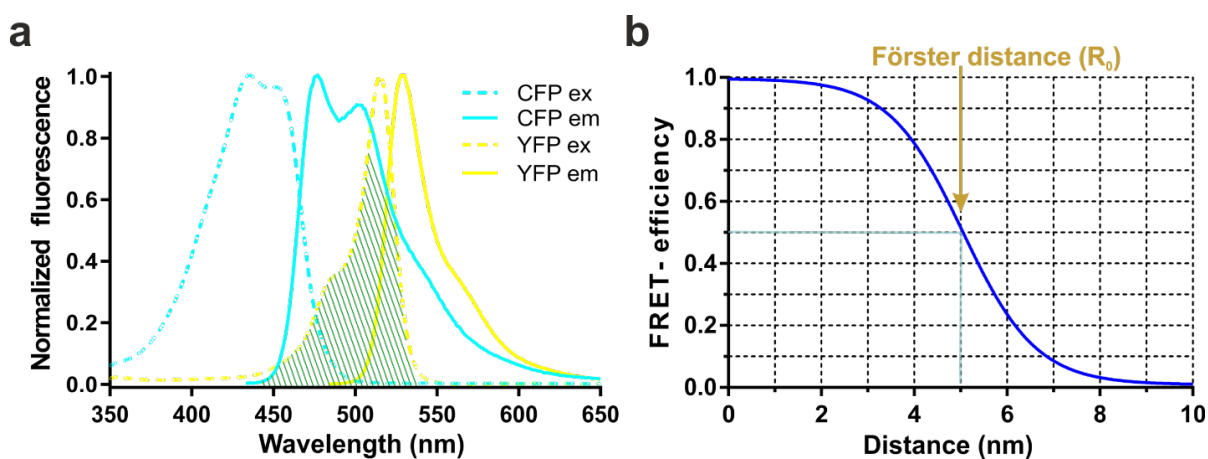 a
Normalized fluorescence
1.0
0.8
0.6
0.4
0.2
0.0
350 400 450 500 550 600 650
Wavelength (nm)
CFP ex
CFP em
YFP ex
YFP em
b
Förster distance (R₀)
FRET- efficiency
1.0
0.8
0.6
0.4
0.2
0.0
0 2 4 6 8 10
Distance (nm)